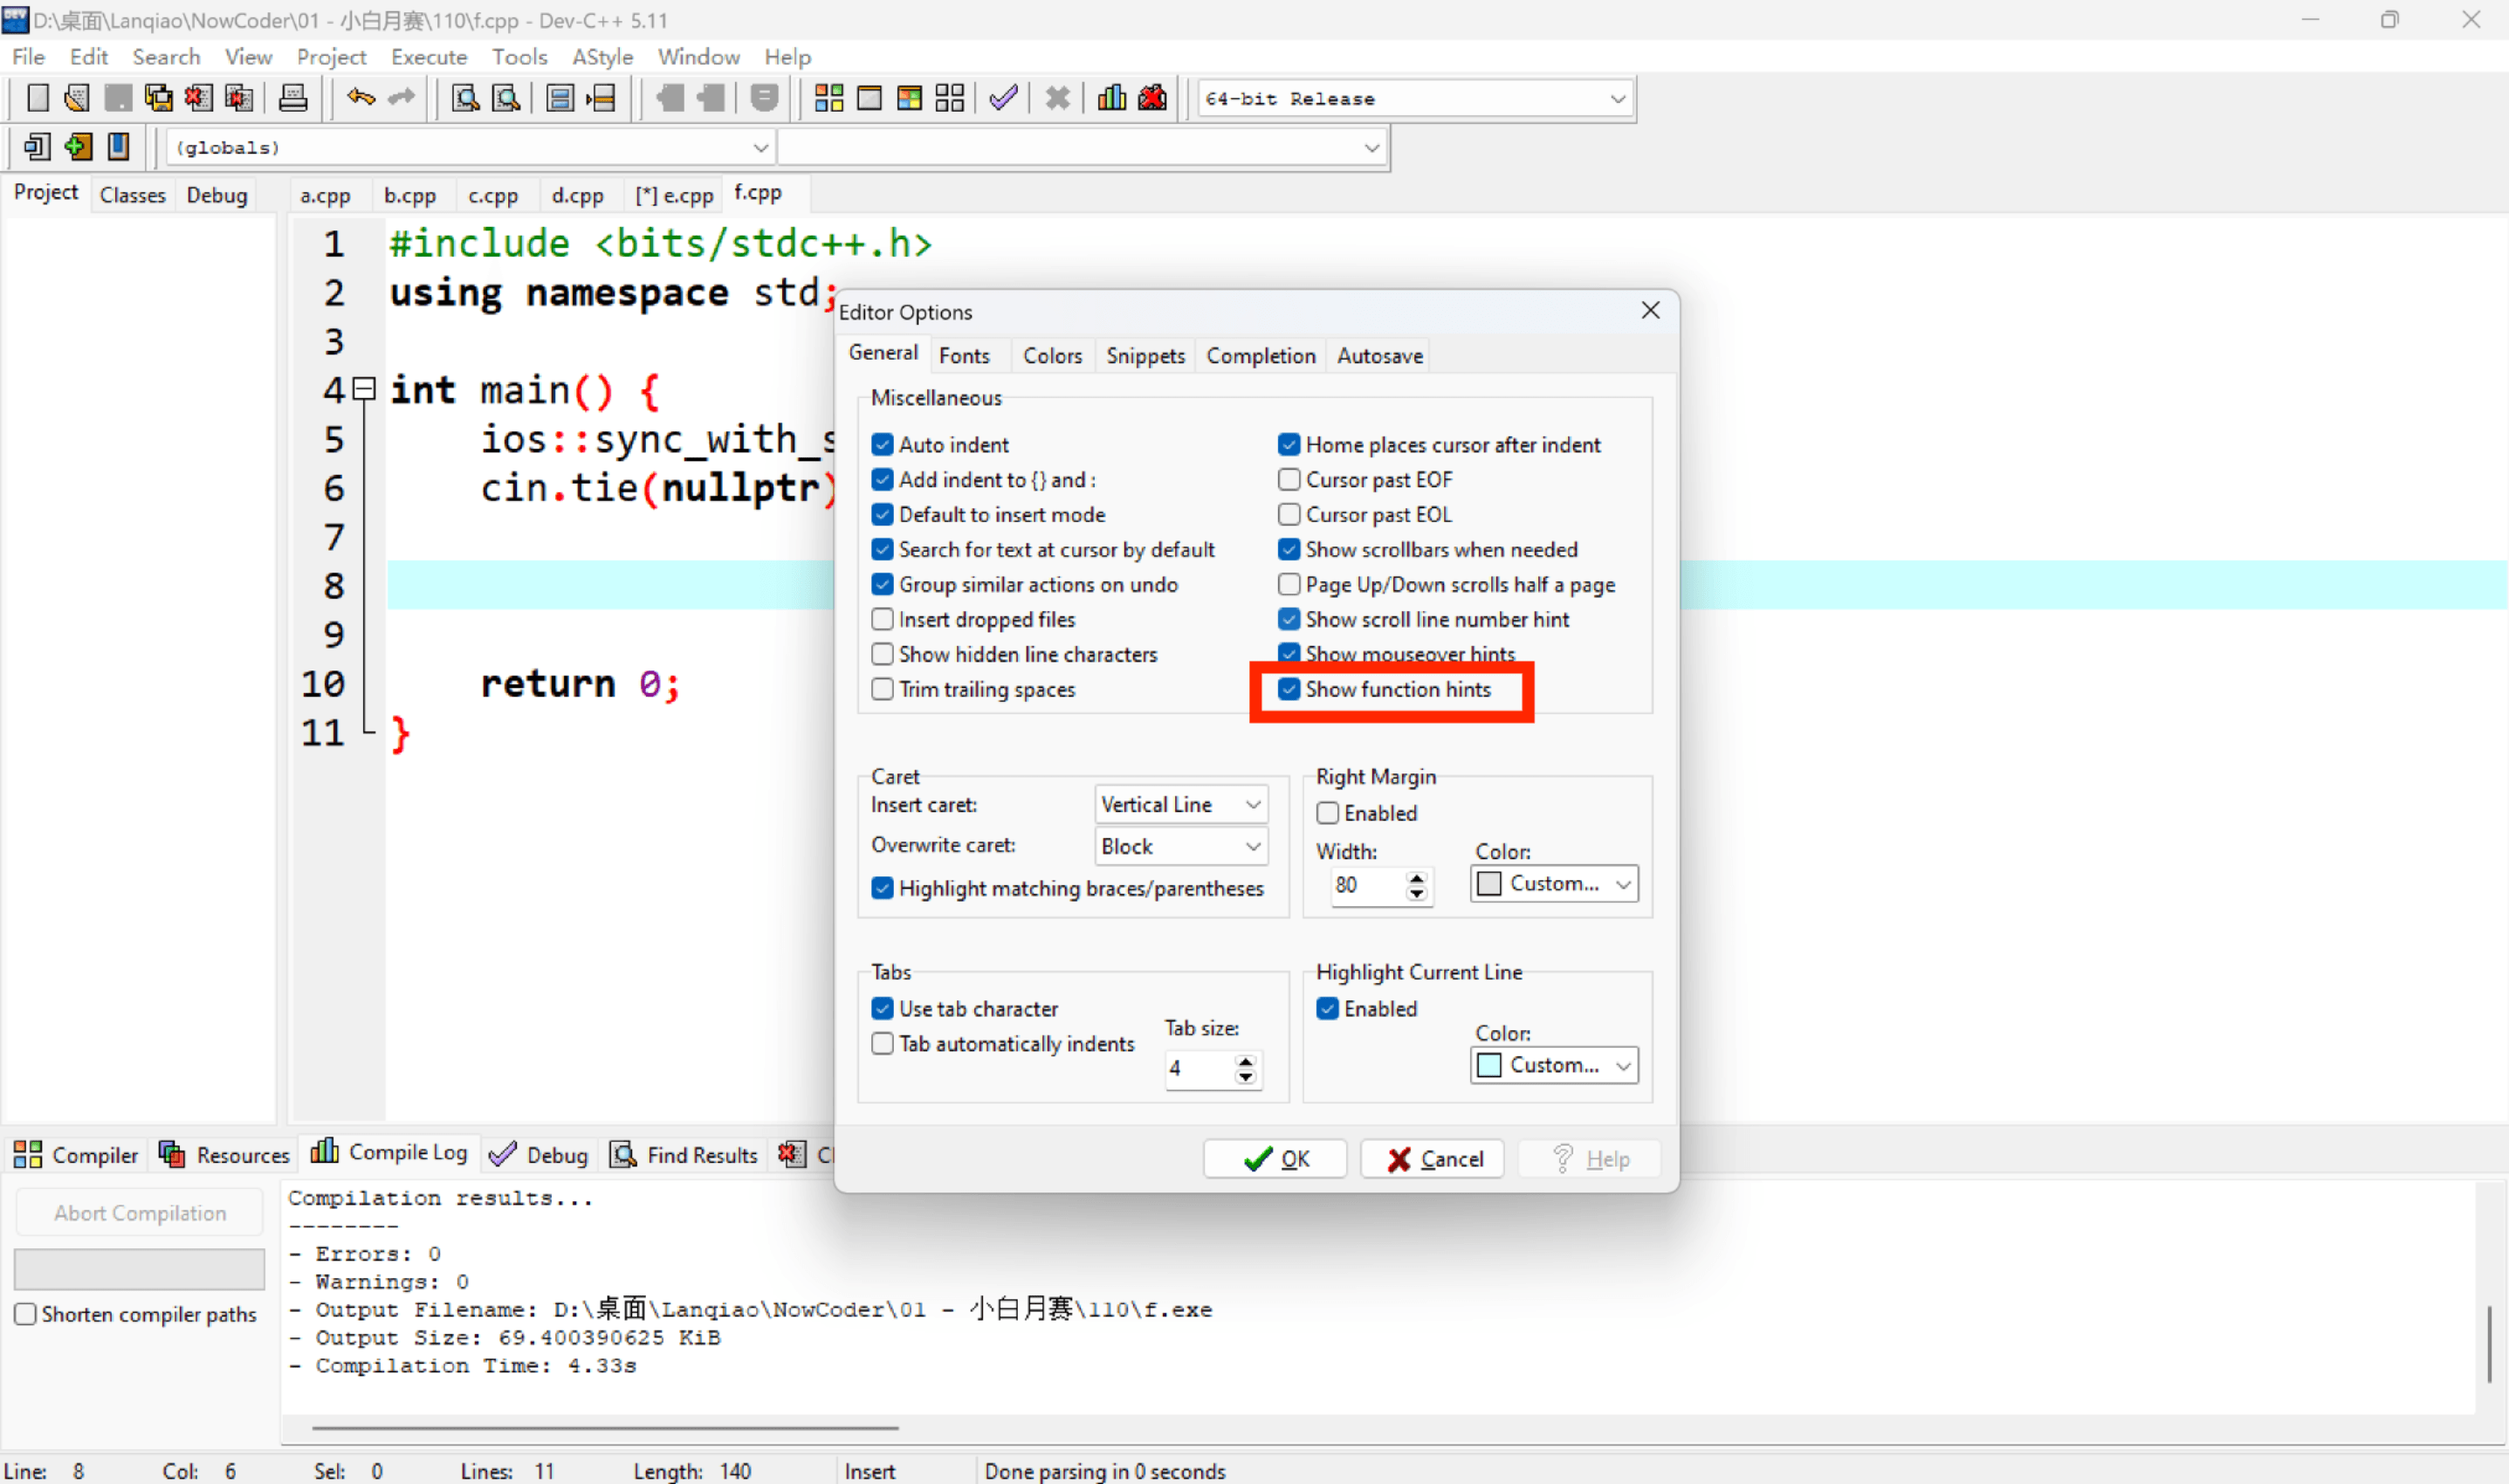 D:\桌面\Lanqiao\NowCoder\01 - 小白月赛\110\f.cpp - Dev-C++ 5.11
File Edit Search View Project Execute Tools AStyle Window Help
64-bit Release
(globals)
Project Classes Debug
a.cpp b.cpp c.cpp d.cpp [*] e.cpp f.cpp
1 #include <bits/stdc++.h>
2 using namespace std;
3
4 int main() {
5 ios::sync_with_s
6 cin.tie(nullptr)
7
8
9
10 return 0;
11 }
Editor Options
General Fonts Colors Snippets Completion Autosave
Miscellaneous
Auto indent
Add indent to {} and :
Default to insert mode
Search for text at cursor by default
Group similar actions on undo
Insert dropped files
Show hidden line characters
Trim trailing spaces
Home places cursor after indent
Cursor past EOF
Cursor past EOL
Show scrollbars when needed
Page Up/Down scrolls half a page
Show scroll line number hint
Show mouseover hints
Show function hints
Caret
Insert caret: Vertical Line
Overwrite caret: Block
Highlight matching braces/parentheses
Right Margin
Enabled
Width: Color:
80 Custom...
Tabs
Use tab character
Tab automatically indents
Tab size:
4
Highlight Current Line
Enabled
Color:
Custom...
OK Cancel Help
Compiler Resources Compile Log Debug Find Results Cl
Abort Compilation
Shorten compiler paths
Compilation results...
--------
- Errors: 0
- Warnings: 0
- Output Filename: D:\桌面\Lanqiao\NowCoder\01 - 小白月赛\110\f.exe
- Output Size: 69.400390625 KiB
- Compilation Time: 4.33s
Line: 8 Col: 6 Sel: 0 Lines: 11 Length: 140 Insert Done parsing in 0 seconds